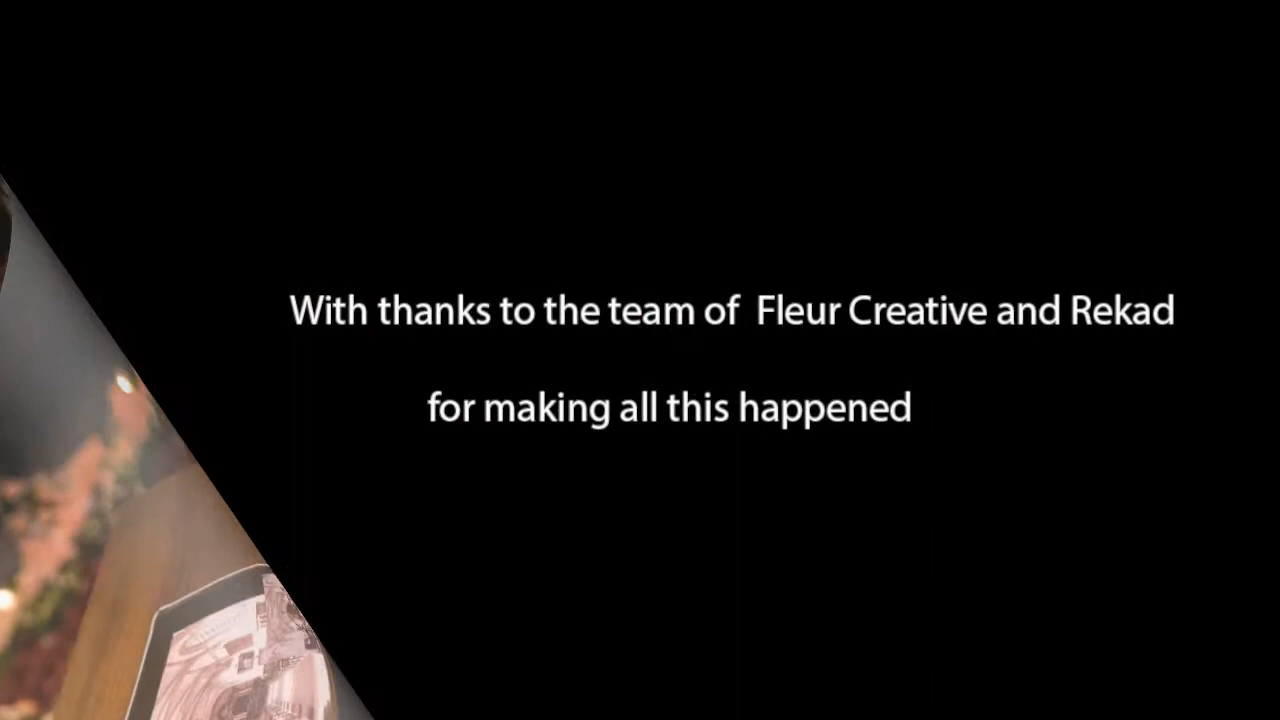 With thanks to the team of Fleur Creative and Rekad
for making all this happened